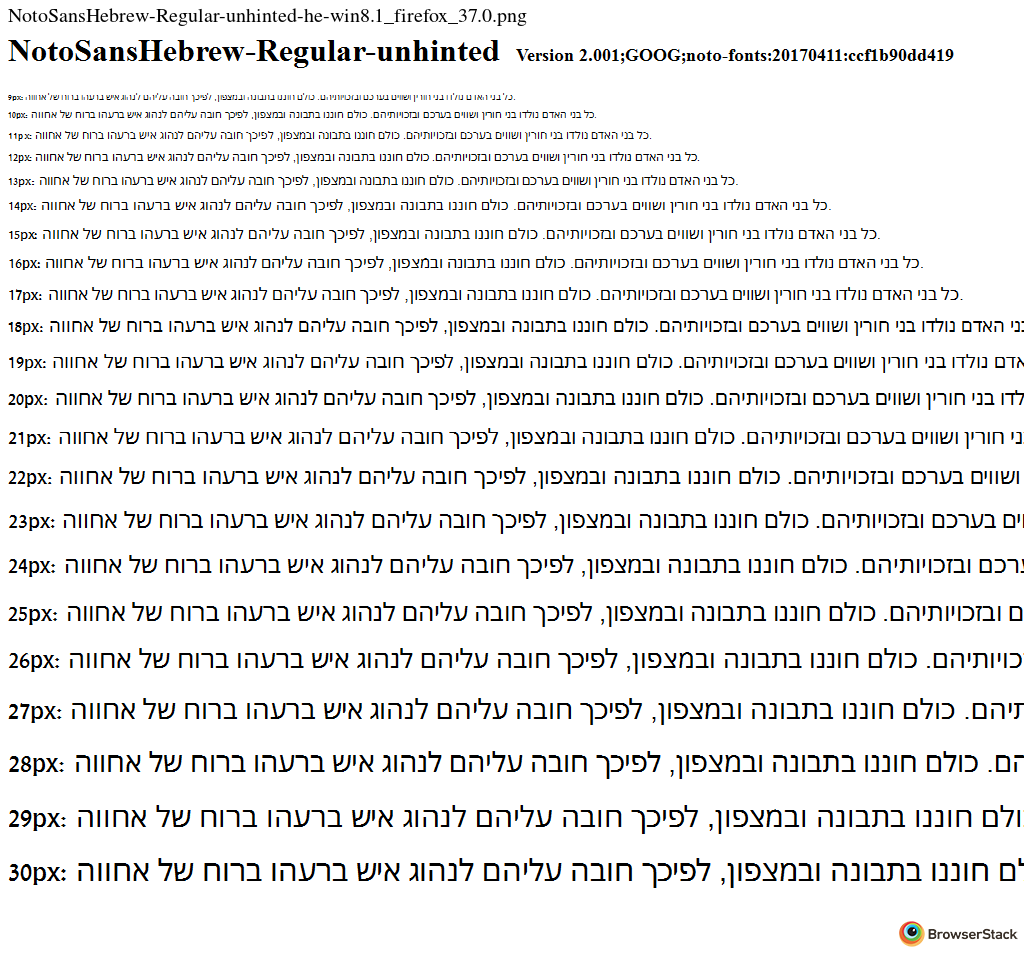 NotoSansHebrew-Regular-unhinted-he-win8.1_firefox_37.0.png
NotoSansHebrew-Regular-unhinted Version 2.001;GOOG;noto-fonts:20170411:ccf1b90dd419
9px: כל בני האדם נולדו בני חורין ושווים בערכם ובזכויותיהם. כולם חוננו בתבונה ובמצפון, לפיכך חובה עליהם לנהוג איש ברעהו ברוח של אחווה.
10px: כל בני האדם נולדו בני חורין ושווים בערכם ובזכויותיהם. כולם חוננו בתבונה ובמצפון, לפיכך חובה עליהם לנהוג איש ברעהו ברוח של אחווה.
11px: כל בני האדם נולדו בני חורין ושווים בערכם ובזכויותיהם. כולם חוננו בתבונה ובמצפון, לפיכך חובה עליהם לנהוג איש ברעהו ברוח של אחווה.
12px: כל בני האדם נולדו בני חורין ושווים בערכם ובזכויותיהם. כולם חוננו בתבונה ובמצפון, לפיכך חובה עליהם לנהוג איש ברעהו ברוח של אחווה.
13px: כל בני האדם נולדו בני חורין ושווים בערכם ובזכויותיהם. כולם חוננו בתבונה ובמצפון, לפיכך חובה עליהם לנהוג איש ברעהו ברוח של אחווה.
14px: כל בני האדם נולדו בני חורין ושווים בערכם ובזכויותיהם. כולם חוננו בתבונה ובמצפון, לפיכך חובה עליהם לנהוג איש ברעהו ברוח של אחווה.
15px: כל בני האדם נולדו בני חורין ושווים בערכם ובזכויותיהם. כולם חוננו בתבונה ובמצפון, לפיכך חובה עליהם לנהוג איש ברעהו ברוח של אחווה.
16px: כל בני האדם נולדו בני חורין ושווים בערכם ובזכויותיהם. כולם חוננו בתבונה ובמצפון, לפיכך חובה עליהם לנהוג איש ברעהו ברוח של אחווה.
17px: כל בני האדם נולדו בני חורין ושווים בערכם ובזכויותיהם. כולם חוננו בתבונה ובמצפון, לפיכך חובה עליהם לנהוג איש ברעהו ברוח של אחווה.
18px: ני האדם נולדו בני חורין ושווים בערכם ובזכויותיהם. כולם חוננו בתבונה ובמצפון, לפיכך חובה עליהם לנהוג איש ברעהו ברוח של אחווה
19px: אדם נולדו בני חורין ושווים בערכם ובזכויותיהם. כולם חוננו בתבונה ובמצפון, לפיכך חובה עליהם לנהוג איש ברעהו ברוח של אחווה
20px: לדו בני חורין ושווים בערכם ובזכויותיהם. כולם חוננו בתבונה ובמצפון, לפיכך חובה עליהם לנהוג איש ברעהו ברוח של אחווה
21px: ני חורין ושווים בערכם ובזכויותיהם. כולם חוננו בתבונה ובמצפון, לפיכך חובה עליהם לנהוג איש ברעהו ברוח של אחווה
22px: ושווים בערכם ובזכויותיהם. כולם חוננו בתבונה ובמצפון, לפיכך חובה עליהם לנהוג איש ברעהו ברוח של אחווה
23px: ים בערכם ובזכויותיהם. כולם חוננו בתבונה ובמצפון, לפיכך חובה עליהם לנהוג איש ברעהו ברוח של אחווה
24px: ערכם ובזכויותיהם. כולם חוננו בתבונה ובמצפון, לפיכך חובה עליהם לנהוג איש ברעהו ברוח של אחווה
25px: ם ובזכויותיהם. כולם חוננו בתבונה ובמצפון, לפיכך חובה עליהם לנהוג איש ברעהו ברוח של אחווה
26px: כויותיהם. כולם חוננו בתבונה ובמצפון, לפיכך חובה עליהם לנהוג איש ברעהו ברוח של אחווה
27px: תיהם. כולם חוננו בתבונה ובמצפון, לפיכך חובה עליהם לנהוג איש ברעהו ברוח של אחווה
28px: הם. כולם חוננו בתבונה ובמצפון, לפיכך חובה עליהם לנהוג איש ברעהו ברוח של אחווה
29px: ולם חוננו בתבונה ובמצפון, לפיכך חובה עליהם לנהוג איש ברעהו ברוח של אחווה
30px: לם חוננו בתבונה ובמצפון, לפיכך חובה עליהם לנהוג איש ברעהו ברוח של אחווה
BrowserStack